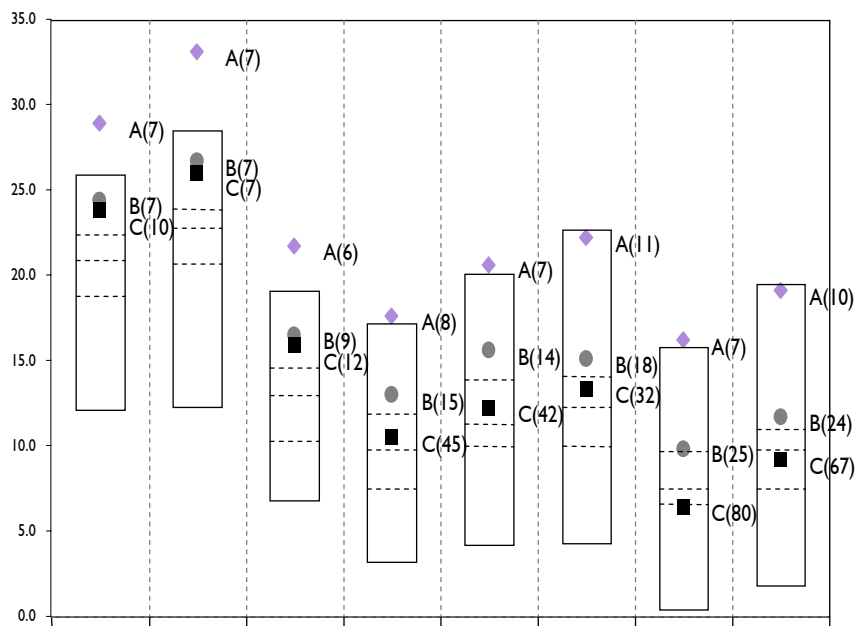 35.0
30.0
25.0
20.0
15.0
10.0
5.0
0.0
A(7)
B(7)
C(10)
A(7)
B(7)
C(7)
A(6)
B(9)
C(12)
A(8)
B(15)
C(45)
A(7)
B(14)
C(42)
A(11)
B(18)
C(32)
A(7)
B(25)
C(80)
A(10)
B(24)
C(67)